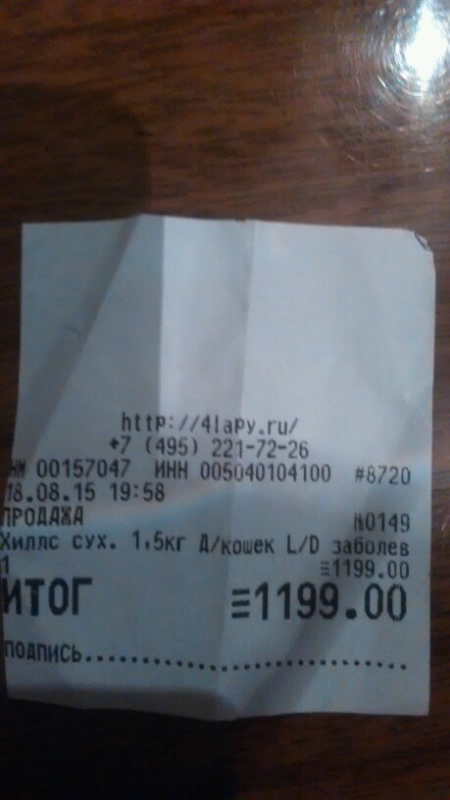 http://4lapy.ru/
+7 (495) 221-72-26
НМ 00157047 ИНН 005040104100 #8720
18.08.15 19:58
ПРОДАЖА №0149
Хиллс сух. 1,5кг Д/кошек L/D заболев
1 ≡1199.00
ИТОГ ≡1199.00
ПОДПИСЬ................................